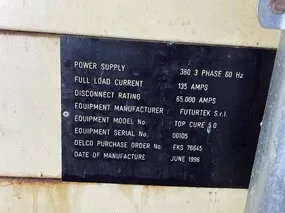 POWER SUPPLY 380 3 PHASE 60 Hz
FULL LOAD CURRENT 135 AMPS
DISCONNECT RATING 65,000 AMPS
EQUIPMENT MANUFACTURER FUTURTEK S.r.l.
EQUIPMENT MODEL No: TOP CURE 5.0
EQUIPMENT SERIAL No. 00105
DELCO PURCHASE ORDER No: EKS 76645
DATE OF MANUFACTURE JUNE 1996